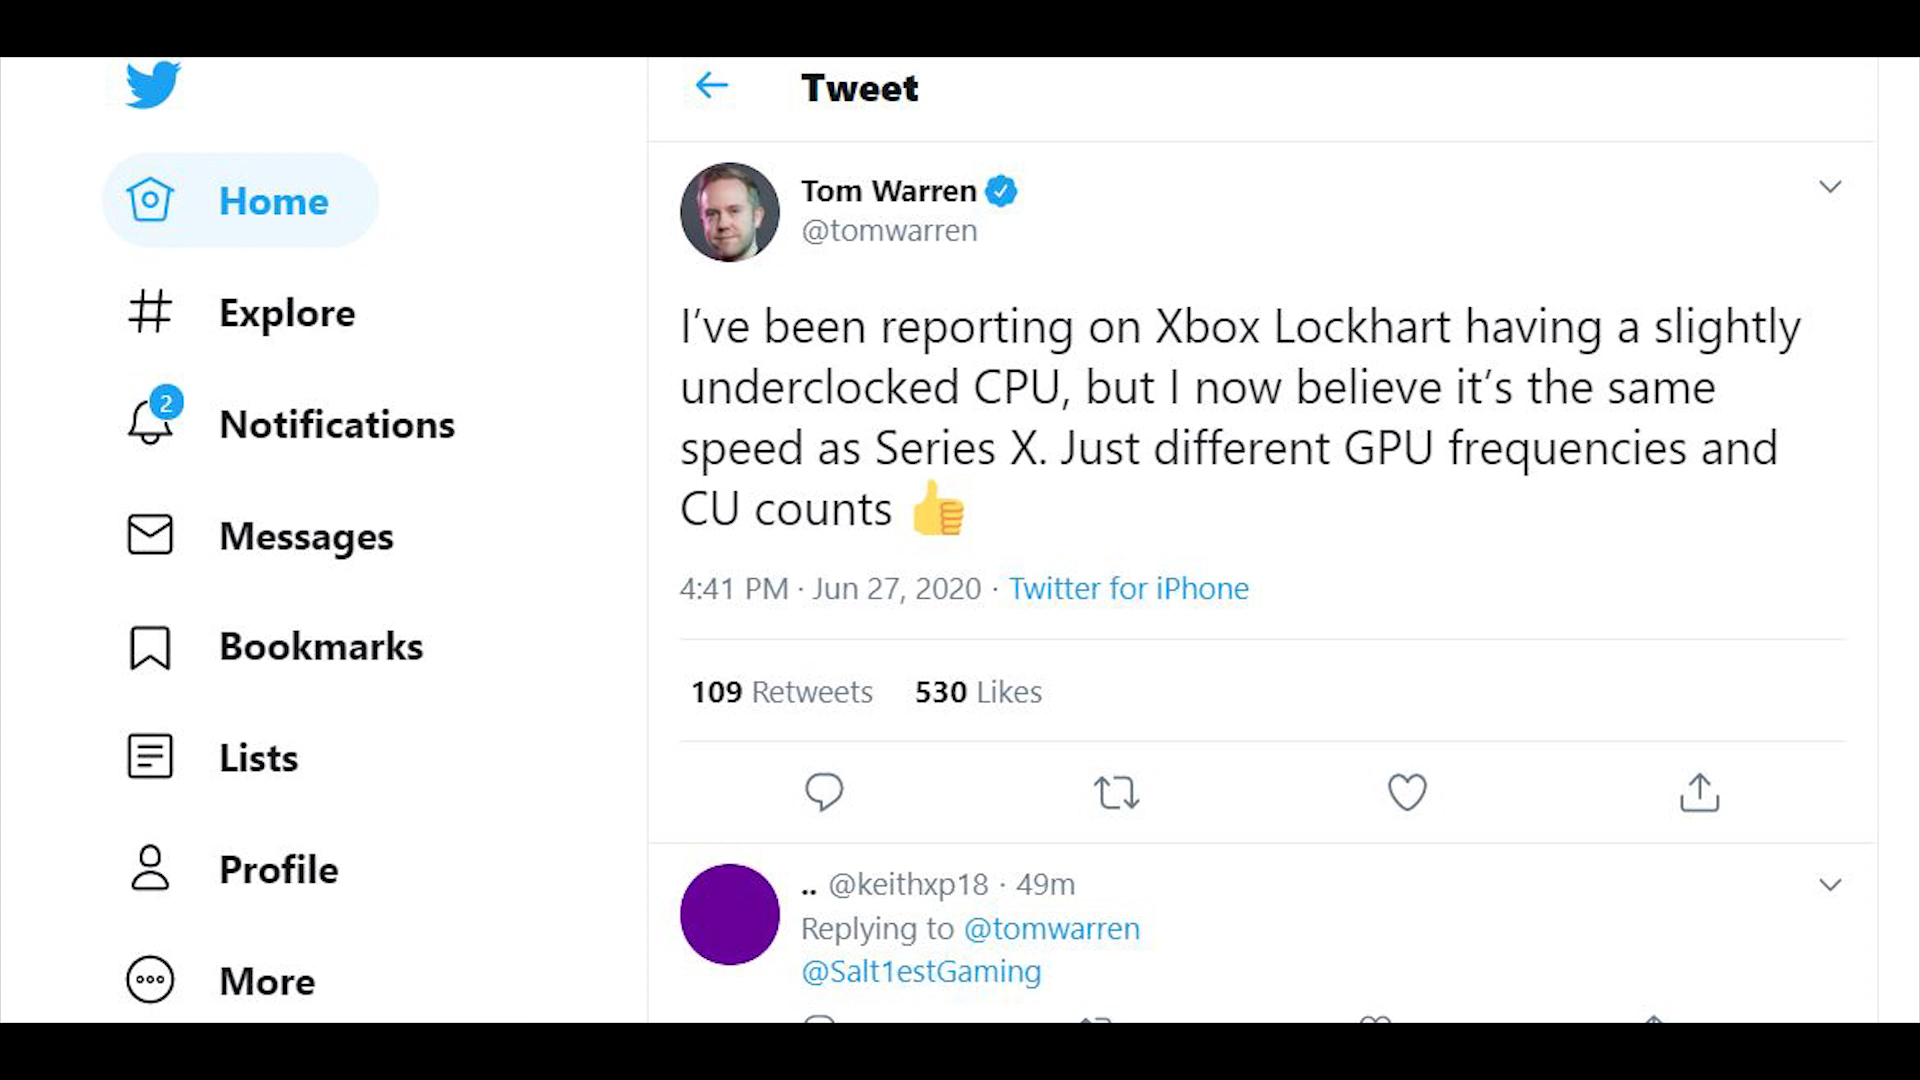 Tweet
Home
Explore
2
Notifications
Messages
Bookmarks
Lists
Profile
More
Tom Warren
@tomwarren
I’ve been reporting on Xbox Lockhart having a slightly
underclocked CPU, but I now believe it’s the same
speed as Series X. Just different GPU frequencies and
CU counts 👍
4:41 PM · Jun 27, 2020 · Twitter for iPhone
109 Retweets 530 Likes
.. @keithxp18 · 49m
Replying to @tomwarren
@Salt1estGaming